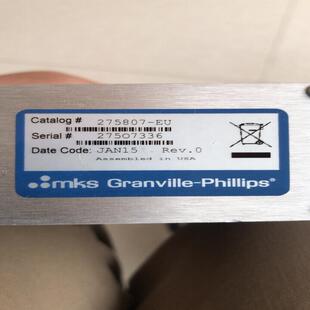 Catalog # 275807-EU
Serial # 27507336
Date Code: JAN15 Rev.0
Assembled in USA
mks Granville-Phillips®